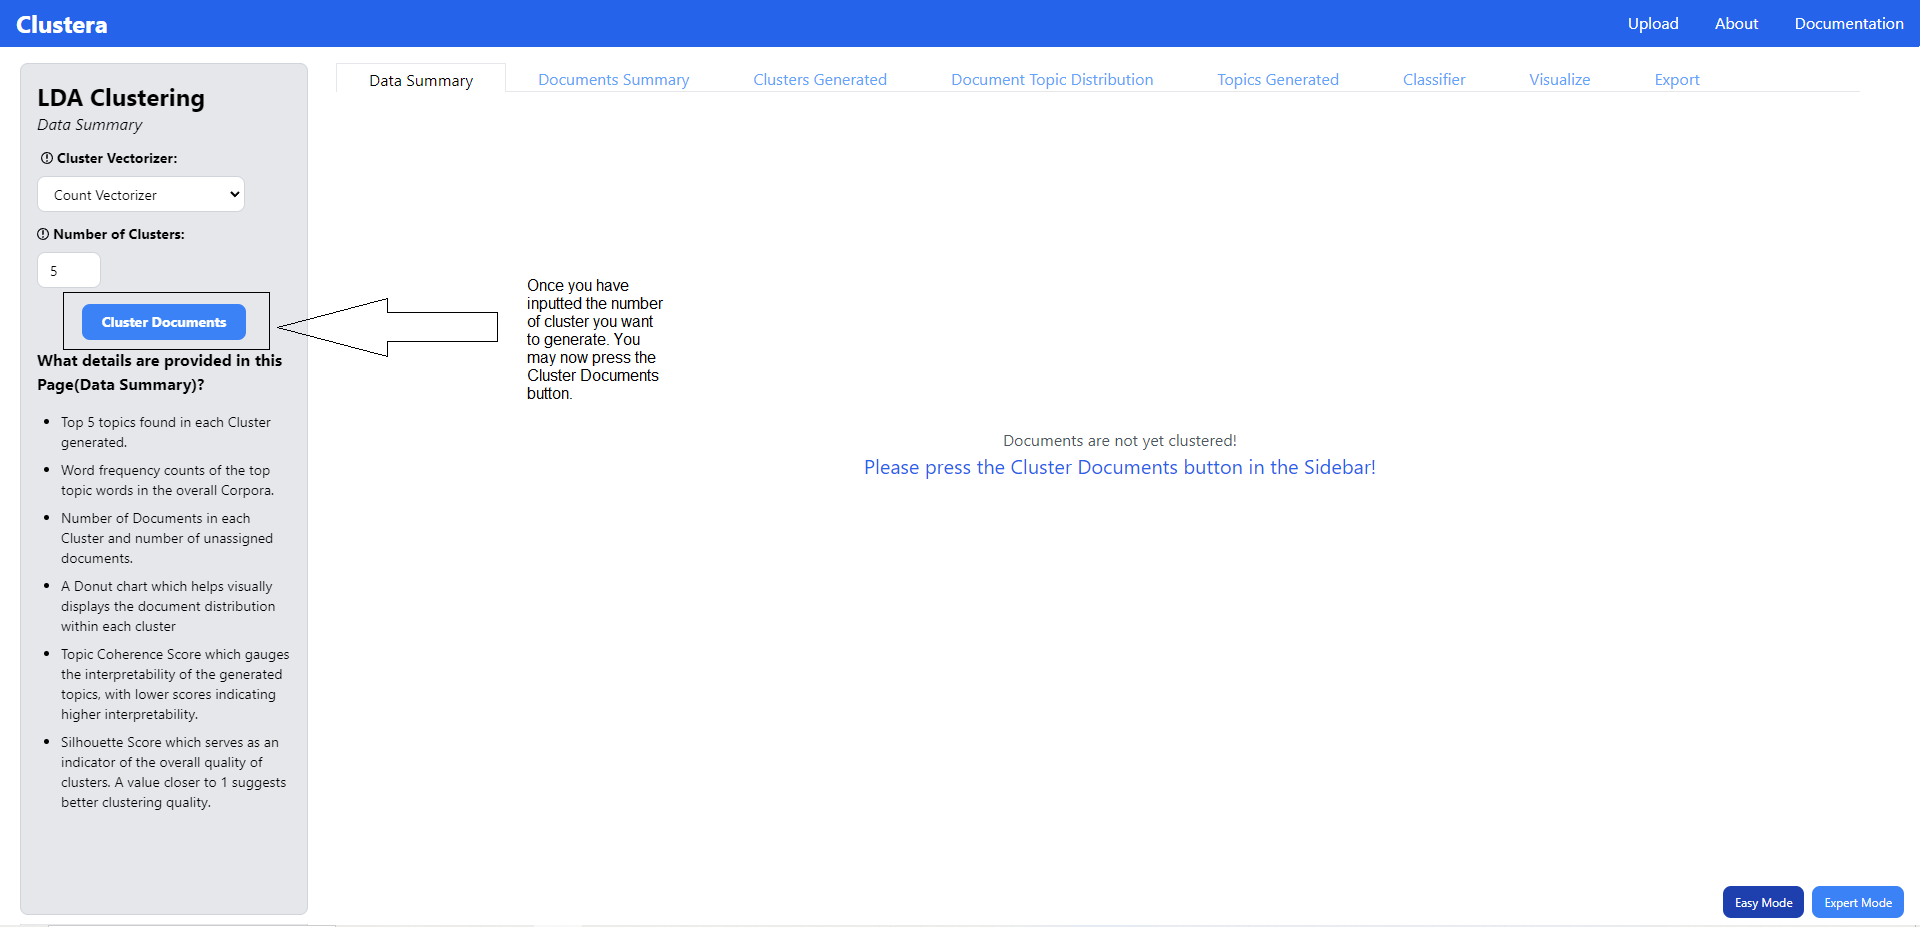 Clustera
Upload
About
Documentation
LDA Clustering
Data Summary
Cluster Vectorizer:
Count Vectorizer
Number of Clusters:
5
Cluster Documents
What details are provided in this
Page(Data Summary)?
Top 5 topics found in each Cluster
generated.
Word frequency counts of the top
topic words in the overall Corpora.
Number of Documents in each
Cluster and number of unassigned
documents.
A Donut chart which helps visually
displays the document distribution
within each cluster
Topic Coherence Score which gauges
the interpretability of the generated
topics, with lower scores indicating
higher interpretability.
Silhouette Score which serves as an
indicator of the overall quality of
clusters. A value closer to 1 suggests
better clustering quality.
Data Summary
Documents Summary
Clusters Generated
Document Topic Distribution
Topics Generated
Classifier
Visualize
Export
Once you have
inputted the number
of cluster you want
to generate. You
may now press the
Cluster Documents
button.
Documents are not yet clustered!
Please press the Cluster Documents button in the Sidebar!
Easy Mode
Expert Mode